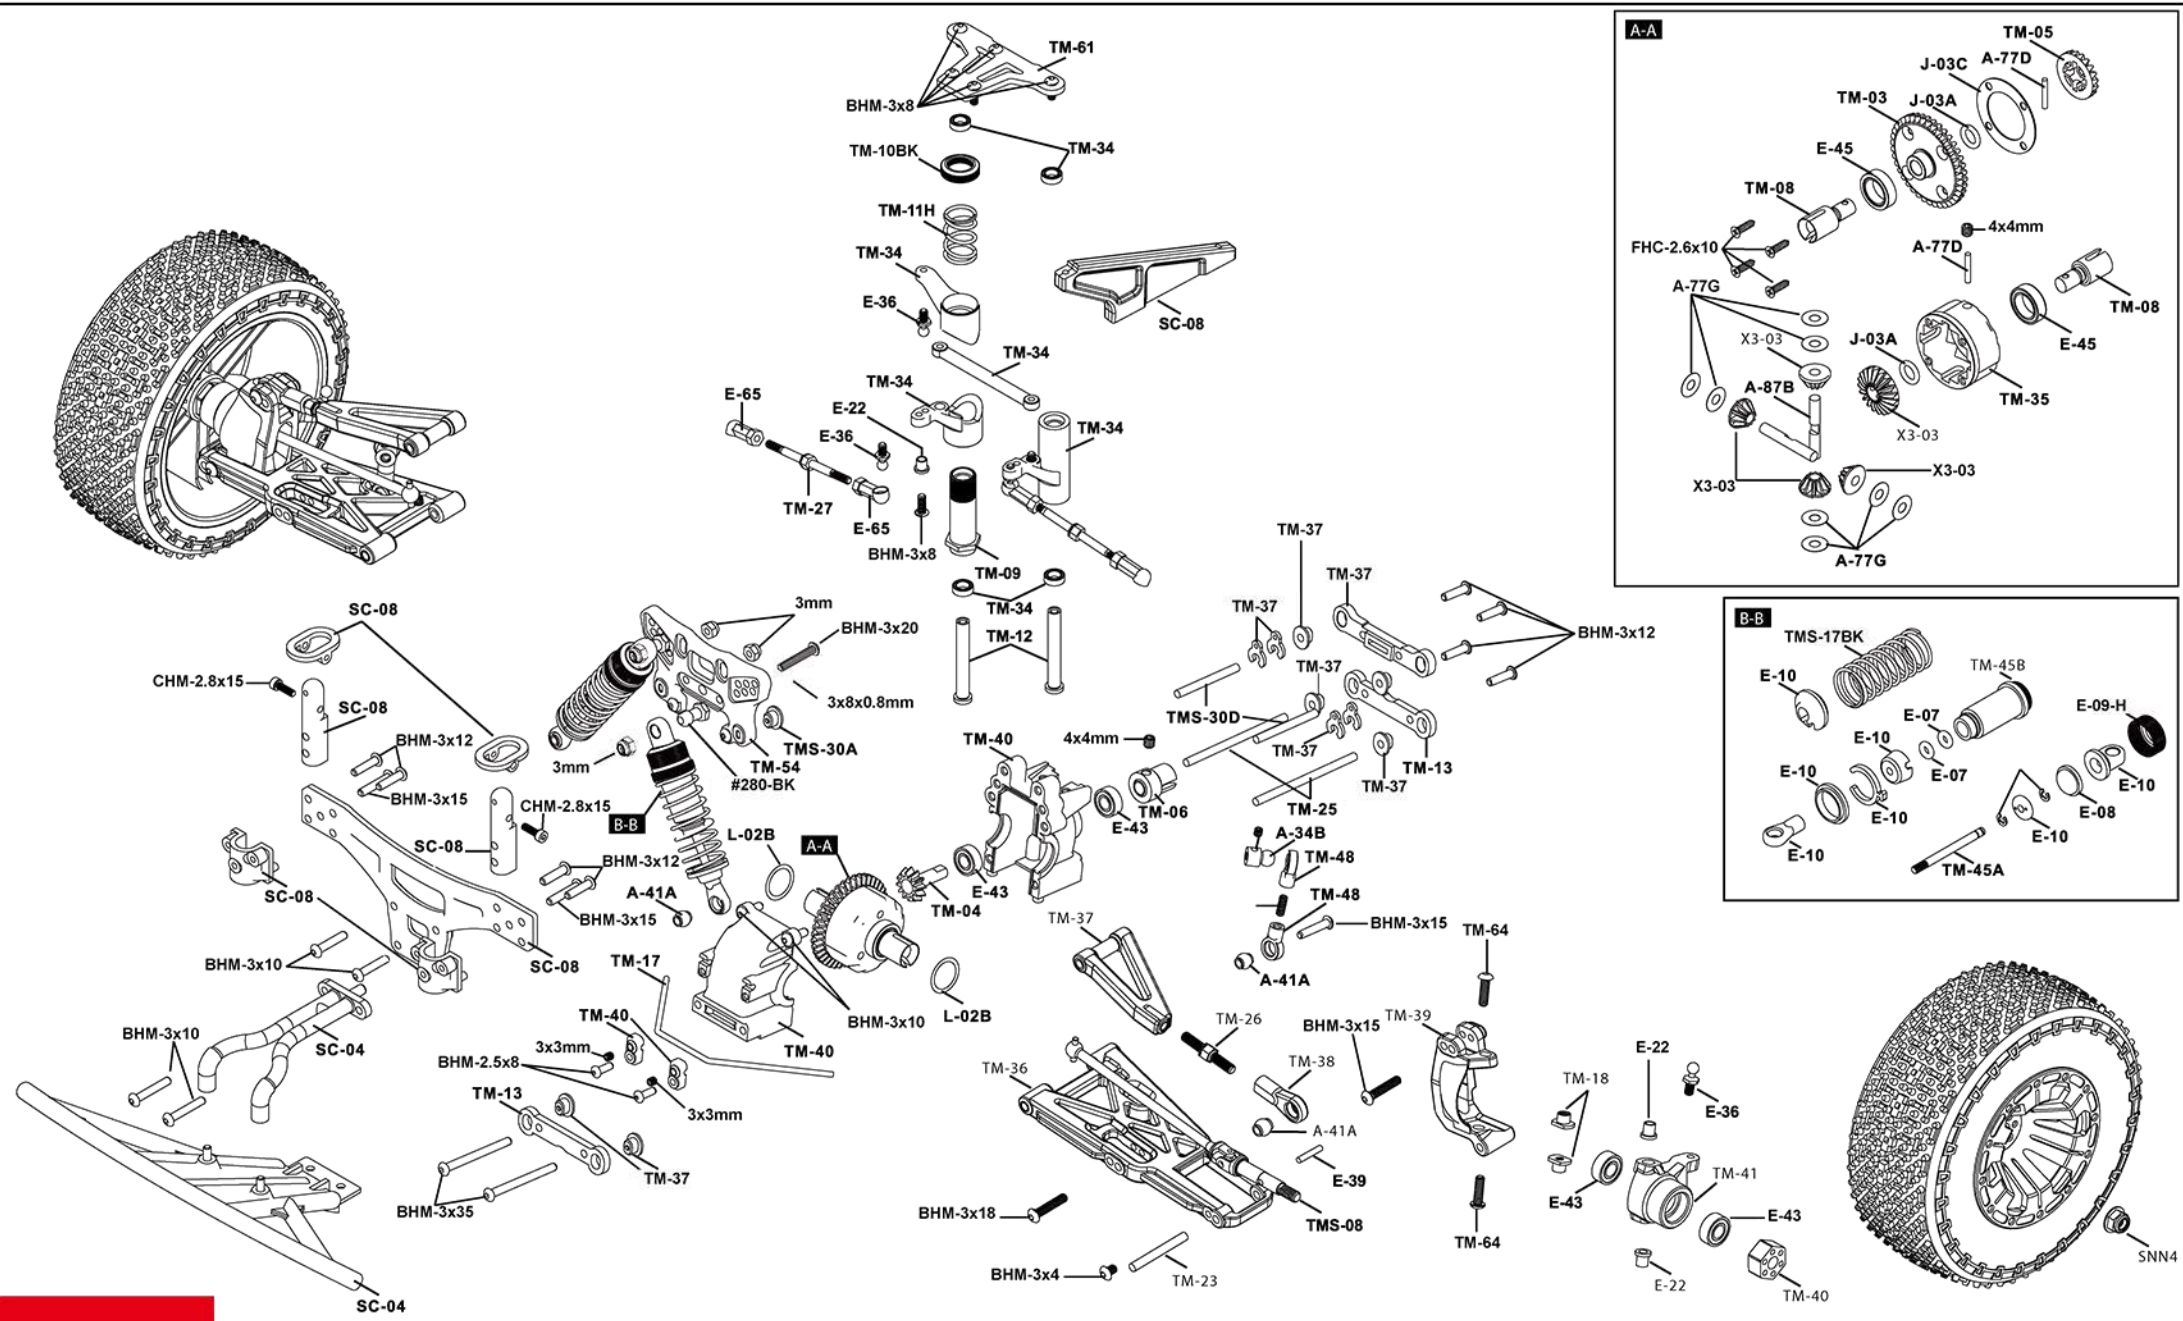 TM-61
BHM-3x8
TM-10BK
TM-34
TM-11H
TM-34
E-36
SC-08
TM-34
TM-34
E-65
E-22
E-36
TM-34
TM-27
E-65
BHM-3x8
TM-09
TM-34
TM-12
A-A
TM-05
A-77D
J-03C
TM-03
J-03A
E-45
TM-08
4x4mm
FHC-2.6x10
A-77D
A-77G
TM-08
X3-03
J-03A
E-45
A-87B
TM-35
X3-03
X3-03
X3-03
A-77G
B-B
TMS-17BK
TM-45B
E-10
E-09-H
E-07
E-10
E-07
E-10
E-10
E-10
E-08
E-10
E-10
TM-45A
SC-08
3mm
BHM-3x20
CHM-2.8x15
SC-08
3x8x0.8mm
BHM-3x12
TMS-30A
3mm
TM-54
#280-BK
BHM-3x15
CHM-2.8x15
B-B
SC-08
L-02B
A-A
BHM-3x12
SC-08
A-41A
BHM-3x15
BHM-3x10
SC-08
TM-37
TM-37
TM-37
BHM-3x12
TM-37
TMS-30D
TM-40
4x4mm
TM-37
TM-13
TM-37
TM-25
TM-06
E-43
A-34B
TM-48
E-43
TM-04
TM-48
TM-37
BHM-3x15
TM-64
TM-17
A-41A
L-02B
TM-40
BHM-3x10
TM-26
BHM-3x15
TM-39
BHM-3x10
SC-04
3x3mm
TM-40
BHM-2.5x8
TM-36
TM-38
E-22
TM-18
TM-13
3x3mm
A-41A
E-36
TM-37
E-39
TM-41
E-43
BHM-3x35
BHM-3x18
TMS-08
E-43
TM-64
SNN4
BHM-3x4
TM-23
E-22
TM-40
SC-04